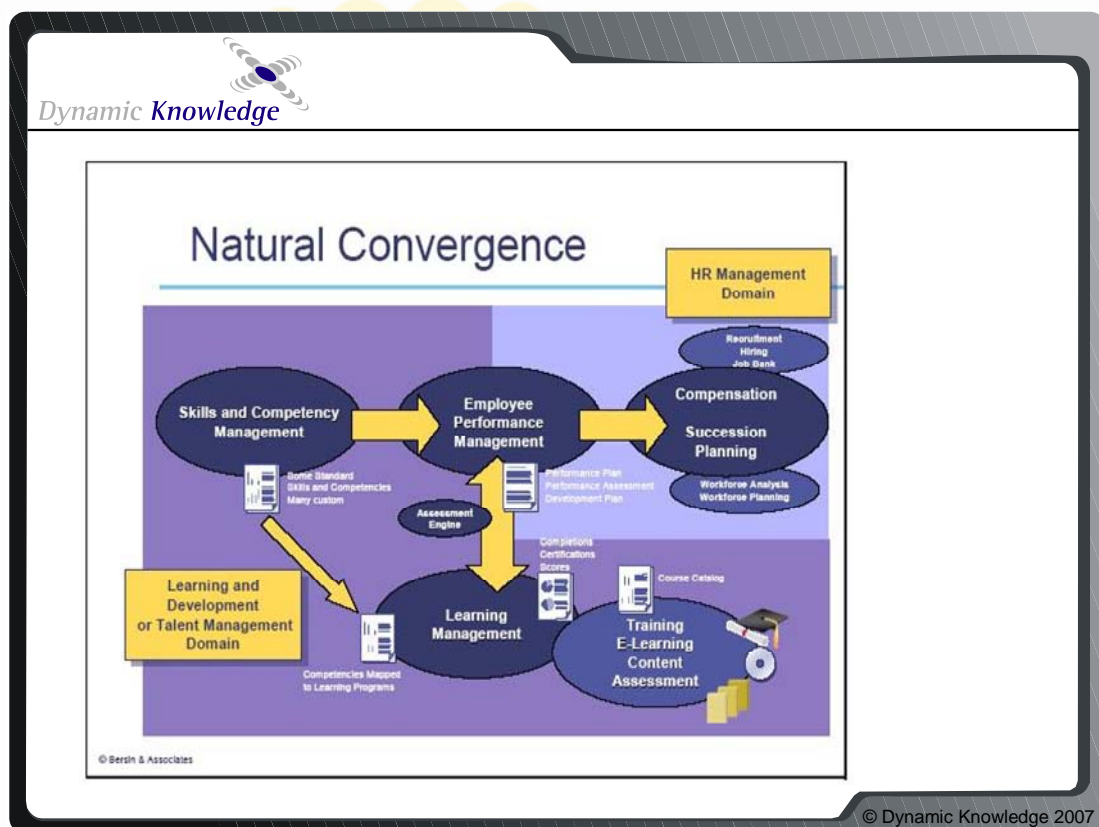 Dynamic Knowledge
Natural Convergence
HR Management
Domain
Recruitment
Hiring
Job Bank
Skills and Competency
Management
Employee
Performance
Management
Compensation
Succession
Planning
Some Standard
Skills and Competencies
Many custom
Performance Plan
Performance Assessment
Development Plan
Workforce Analysis
Workforce Planning
Assessment
Engine
Completions
Certifications
Scores
Learning and
Development
or Talent Management
Domain
Learning
Management
Course Catalog
Training
E-Learning
Content
Assessment
Competencies Mapped
to Learning Programs
© Bersin & Associates
© Dynamic Knowledge 2007